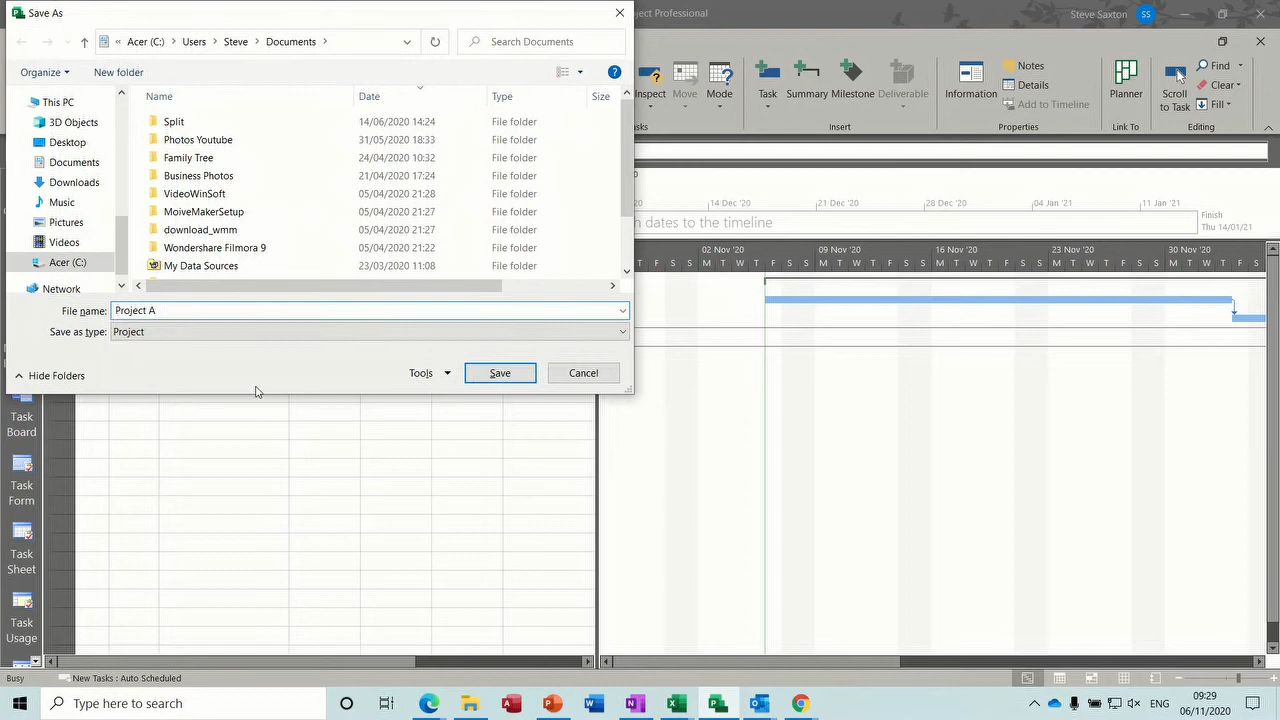 Save As
ject Professional
Steve Saxton
SS
Acer (C:)
Users
Steve
Documents
Search Documents
Organize
New folder
Name
Date
Type
Size
This PC
3D Objects
Desktop
Documents
Downloads
Music
Pictures
Videos
Acer (C:)
Network
Split 14/06/2020 14:24 File folder
Photos Youtube 31/05/2020 18:33 File folder
Family Tree 24/04/2020 10:32 File folder
Business Photos 21/04/2020 17:24 File folder
VideoWinSoft 05/04/2020 21:28 File folder
MoiveMakerSetup 05/04/2020 21:27 File folder
download_wmm 05/04/2020 21:27 File folder
Wondershare Filmora 9 05/04/2020 21:22 File folder
My Data Sources 23/03/2020 11:08 File folder
File name: Project A
Save as type: Project
Hide Folders
Tools
Save
Cancel
Inspect
Move
Mode
Task
Summary
Milestone
Deliverable
Information
Notes
Details
Add to Timeline
Planner
Scroll
to Task
Find
Clear
Fill
ks
Insert
Properties
Link To
Editing
14 Dec '20
21 Dec '20
28 Dec '20
04 Jan '21
11 Jan '21
h dates to the timeline
Finish
Thu 14/01/21
02 Nov '20
09 Nov '20
16 Nov '20
23 Nov '20
30 Nov '20
T F S S M T W T F S S M T W T F S S M T W T F S S M T W T F S S M T W T F S
Task
Board
Task
Form
Task
Sheet
Task
Usage
Busy
New Tasks : Auto Scheduled
Type here to search
ENG
09:29
06/11/2020